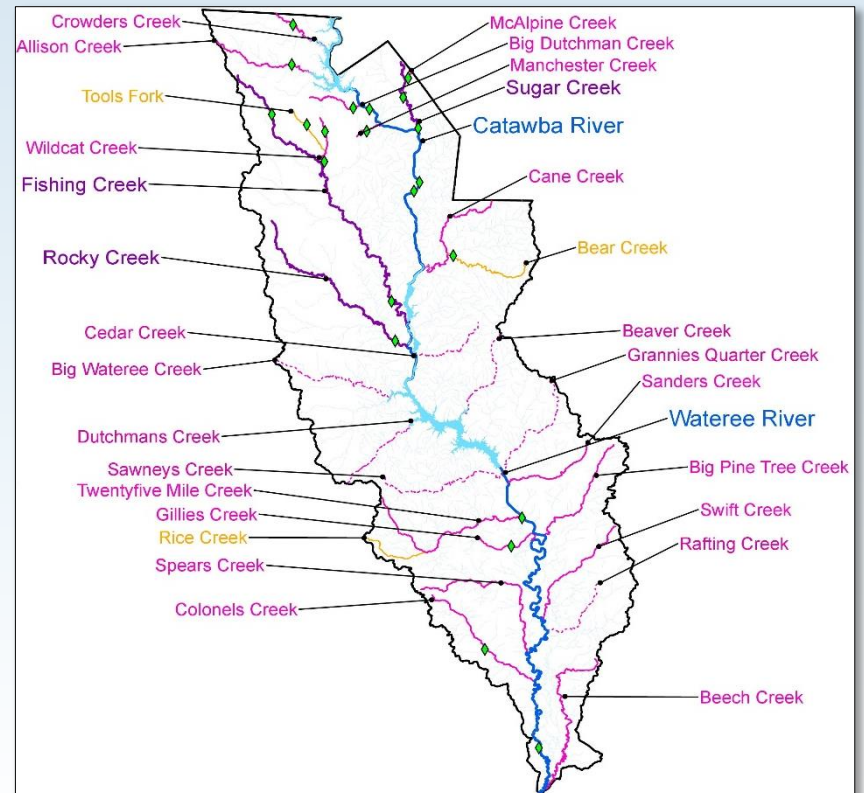 Crowders Creek
Allison Creek
Tools Fork
Wildcat Creek
Fishing Creek
Rocky Creek
Cedar Creek
Big Wateree Creek
Dutchmans Creek
Sawneys Creek
Twentyfive Mile Creek
Gillies Creek
Rice Creek
Spears Creek
Colonels Creek
McAlpine Creek
Big Dutchman Creek
Manchester Creek
Sugar Creek
Catawba River
Cane Creek
Bear Creek
Beaver Creek
Grannies Quarter Creek
Sanders Creek
Wateree River
Big Pine Tree Creek
Swift Creek
Rafting Creek
Beech Creek